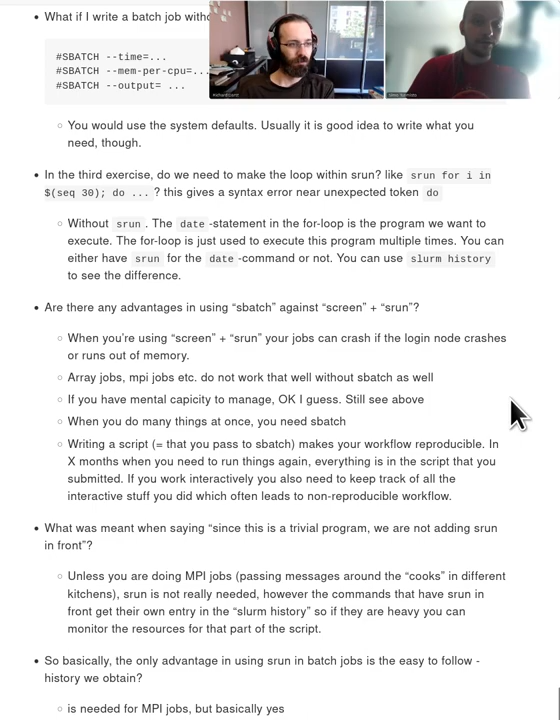 What if I write a batch job witho
#SBATCH --time=...
#SBATCH --mem-per-cpu=...
#SBATCH --output= ...
You would use the system defaults. Usually it is good idea to write what you
need, though.
In the third exercise, do we need to make the loop within srun? like srun for i in
$(seq 30); do ... ? this gives a syntax error near unexpected token do
Without srun. The date -statement in the for-loop is the program we want to
execute. The for-loop is just used to execute this program multiple times. You can
either have srun for the date -command or not. You can use slurm history
to see the difference.
Are there any advantages in using “sbatch” against “screen” + “srun”?
When you’re using “screen” + “srun” your jobs can crash if the login node crashes
or runs out of memory.
Array jobs, mpi jobs etc. do not work that well without sbatch as well
If you have mental capicity to manage, OK I guess. Still see above
When you do many things at once, you need sbatch
Writing a script (= that you pass to sbatch) makes your workflow reproducible. In
X months when you need to run things again, everything is in the script that you
submitted. If you work interactively you also need to keep track of all the
interactive stuff you did which often leads to non-reproducible workflow.
What was meant when saying “since this is a trivial program, we are not adding srun
in front”?
Unless you are doing MPI jobs (passing messages around the “cooks” in different
kitchens), srun is not really needed, however the commands that have srun in
front get their own entry in the “slurm history” so if they are heavy you can
monitor the resources for that part of the script.
So basically, the only advantage in using srun in batch jobs is the easy to follow -
history we obtain?
is needed for MPI jobs, but basically yes